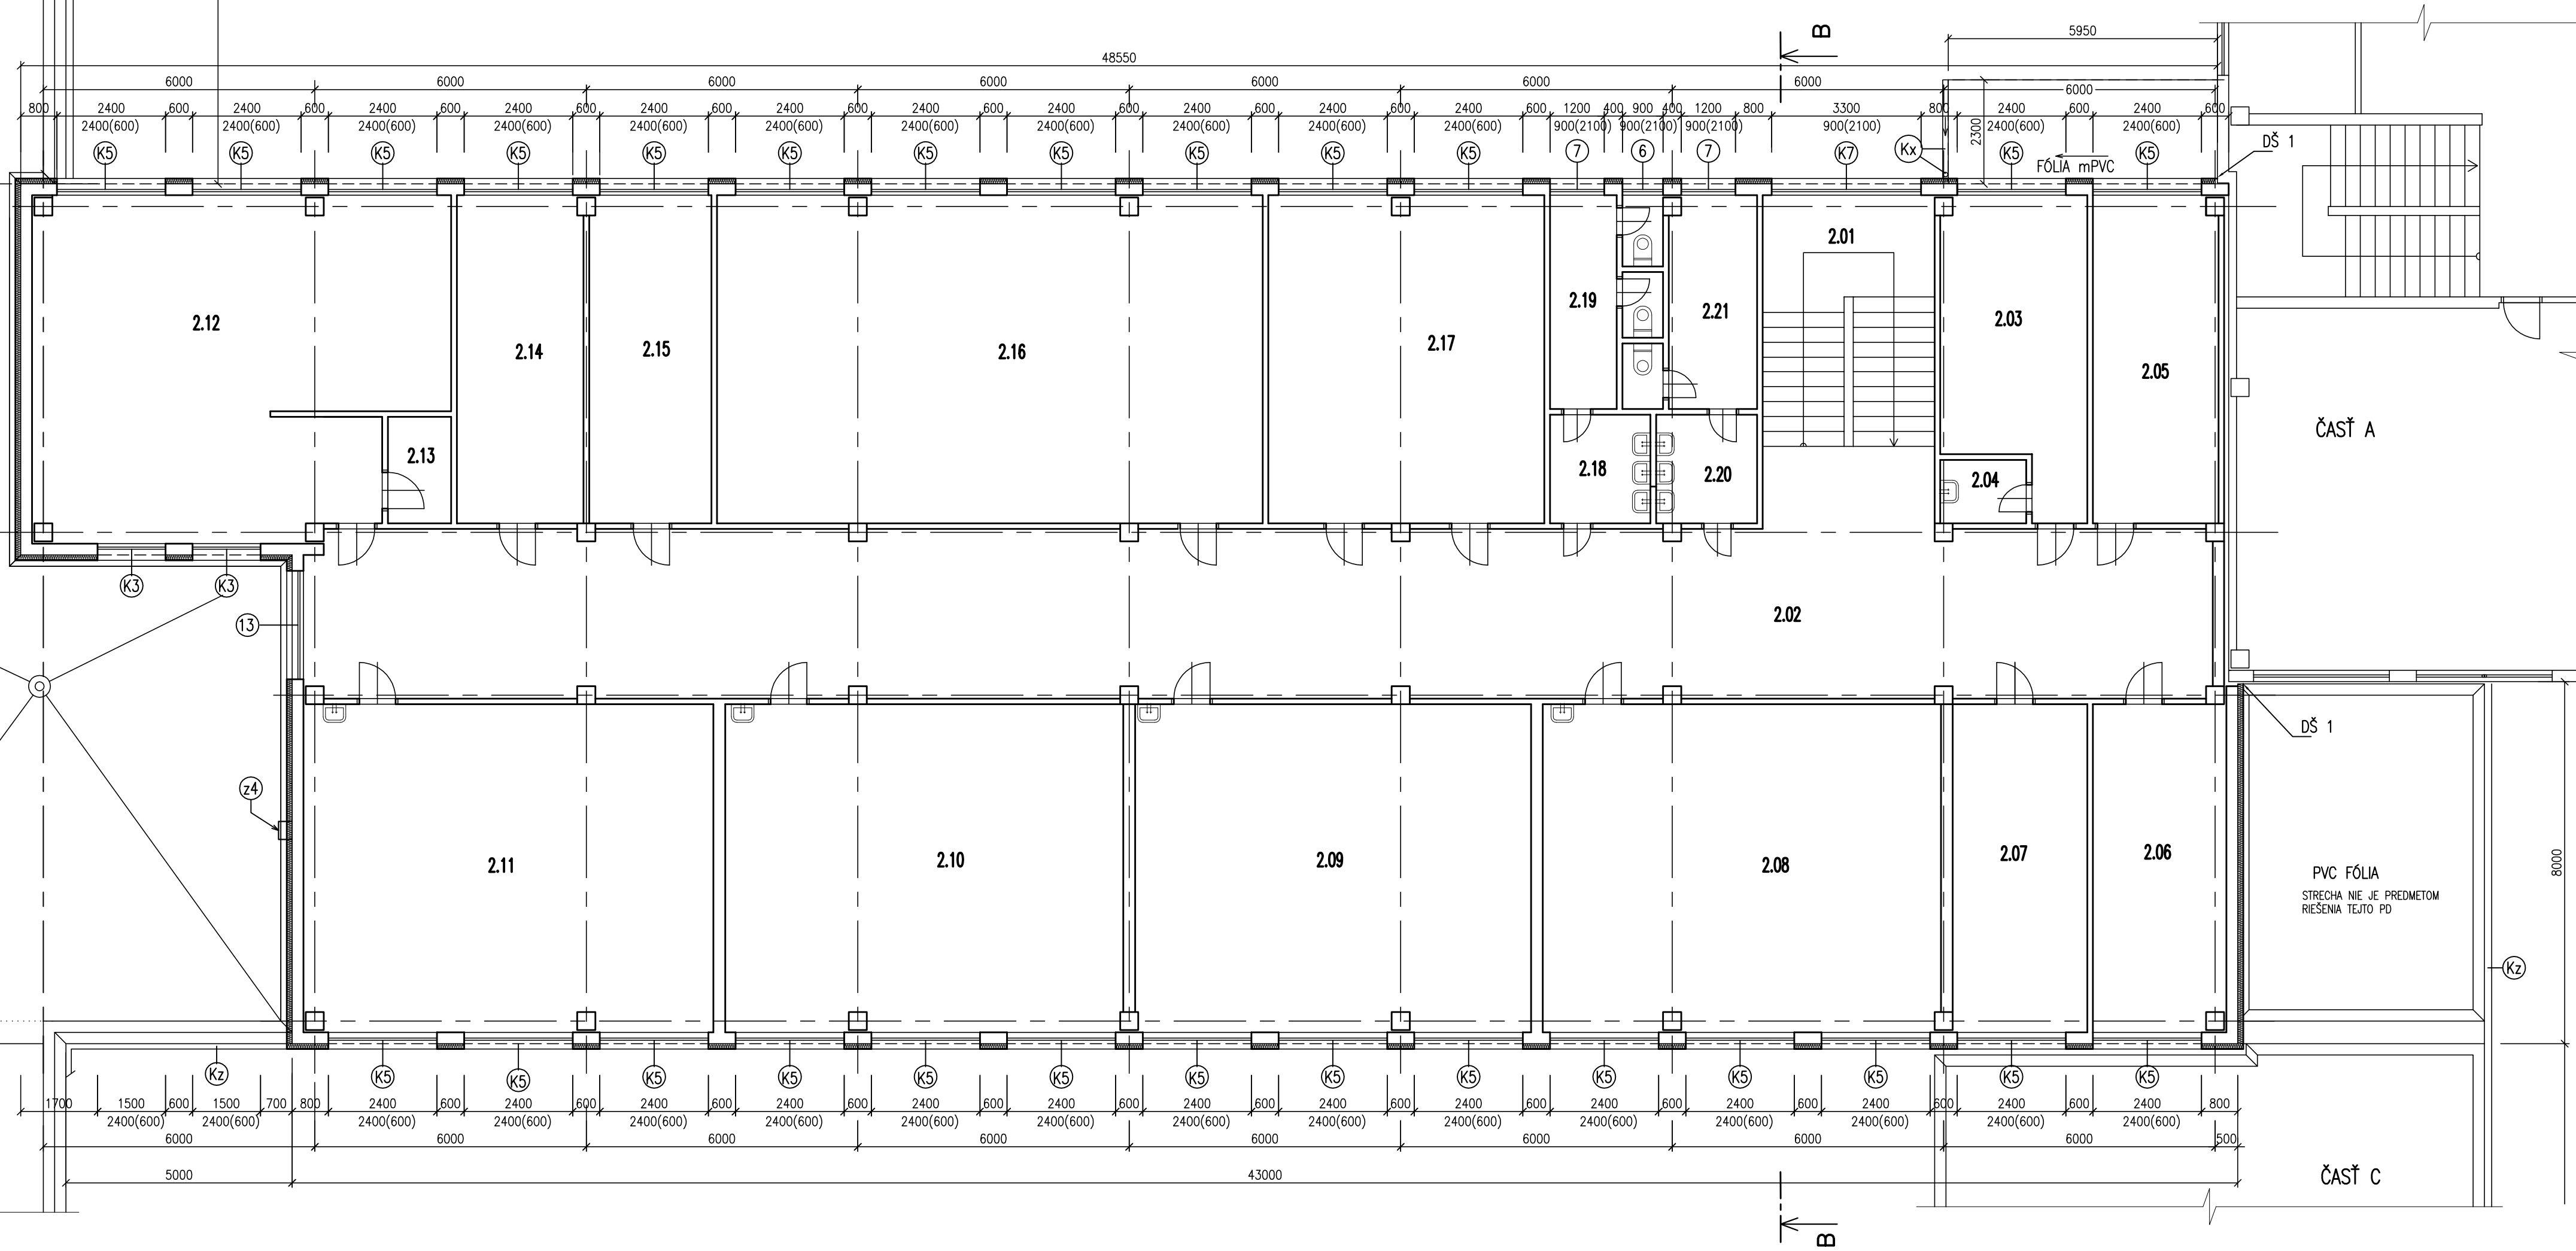 B
5950
48550
6000 6000 6000 6000 6000 6000 6000 6000
800 2400 600 2400 600 2400 600 2400 600 2400 600 2400 600 2400 600 2400 600 2400 600 2400 600 2400 600 1200 400 900 400 1200 800 3300 800 2400 600 2400 600
2400(600) 2400(600) 2400(600) 2400(600) 2400(600) 2400(600) 2400(600) 2400(600) 2400(600) 2400(600) 2400(600) 900(2100) 900(2100) 900(2100) 900(2100) 2400(600) 2400(600)
2300
K5 K5 K5 K5 K5 K5 K5 K5 K5 K5 K5 7 6 7 K7 Kx K5 K5
DŠ 1
FÓLIA mPVC
2.01
2.12 2.14 2.15 2.16 2.17 2.19 2.21 2.03 2.05
ČASŤ A
2.13 2.18 2.20 2.04
K3 K3
13
2.02
DŠ 1
z4
2.11 2.10 2.09 2.08 2.07 2.06
8000
PVC FÓLIA
STRECHA NIE JE PREDMETOM
RIEŠENIA TEJTO PD
Kz
Kz K5 K5 K5 K5 K5 K5 K5 K5 K5 K5 K5 K5 K5 K5
1700 1500 600 1500 700 800 2400 600 2400 600 2400 600 2400 600 2400 600 2400 600 2400 600 2400 600 2400 600 2400 600 2400 600 2400 600 2400 600 2400 800
2400(600) 2400(600) 2400(600) 2400(600) 2400(600) 2400(600) 2400(600) 2400(600) 2400(600) 2400(600) 2400(600) 2400(600) 2400(600) 2400(600) 2400(600) 2400(600)
6000 6000 6000 6000 6000 6000 6000 6000 500
5000 43000
ČASŤ C
B